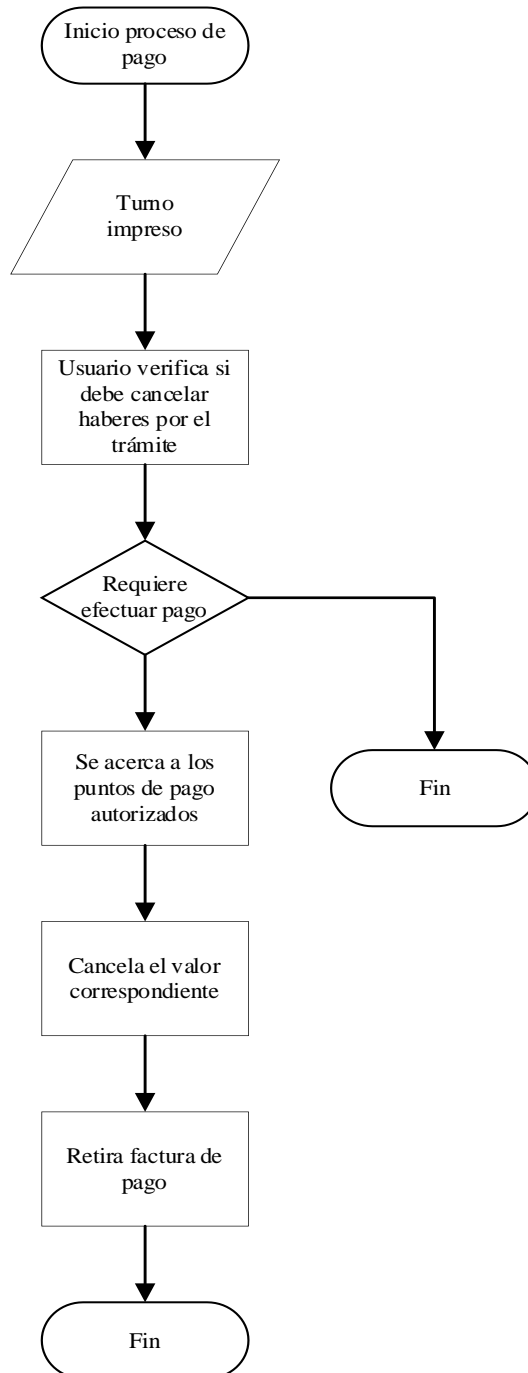 Inicio proceso de
pago
Turno
impreso
Usuario verifica si
debe cancelar
haberes por el
trámite
Requiere
efectuar pago
Se acerca a los
puntos de pago
autorizados
Fin
Cancela el valor
correspondiente
Retira factura de
pago
Fin